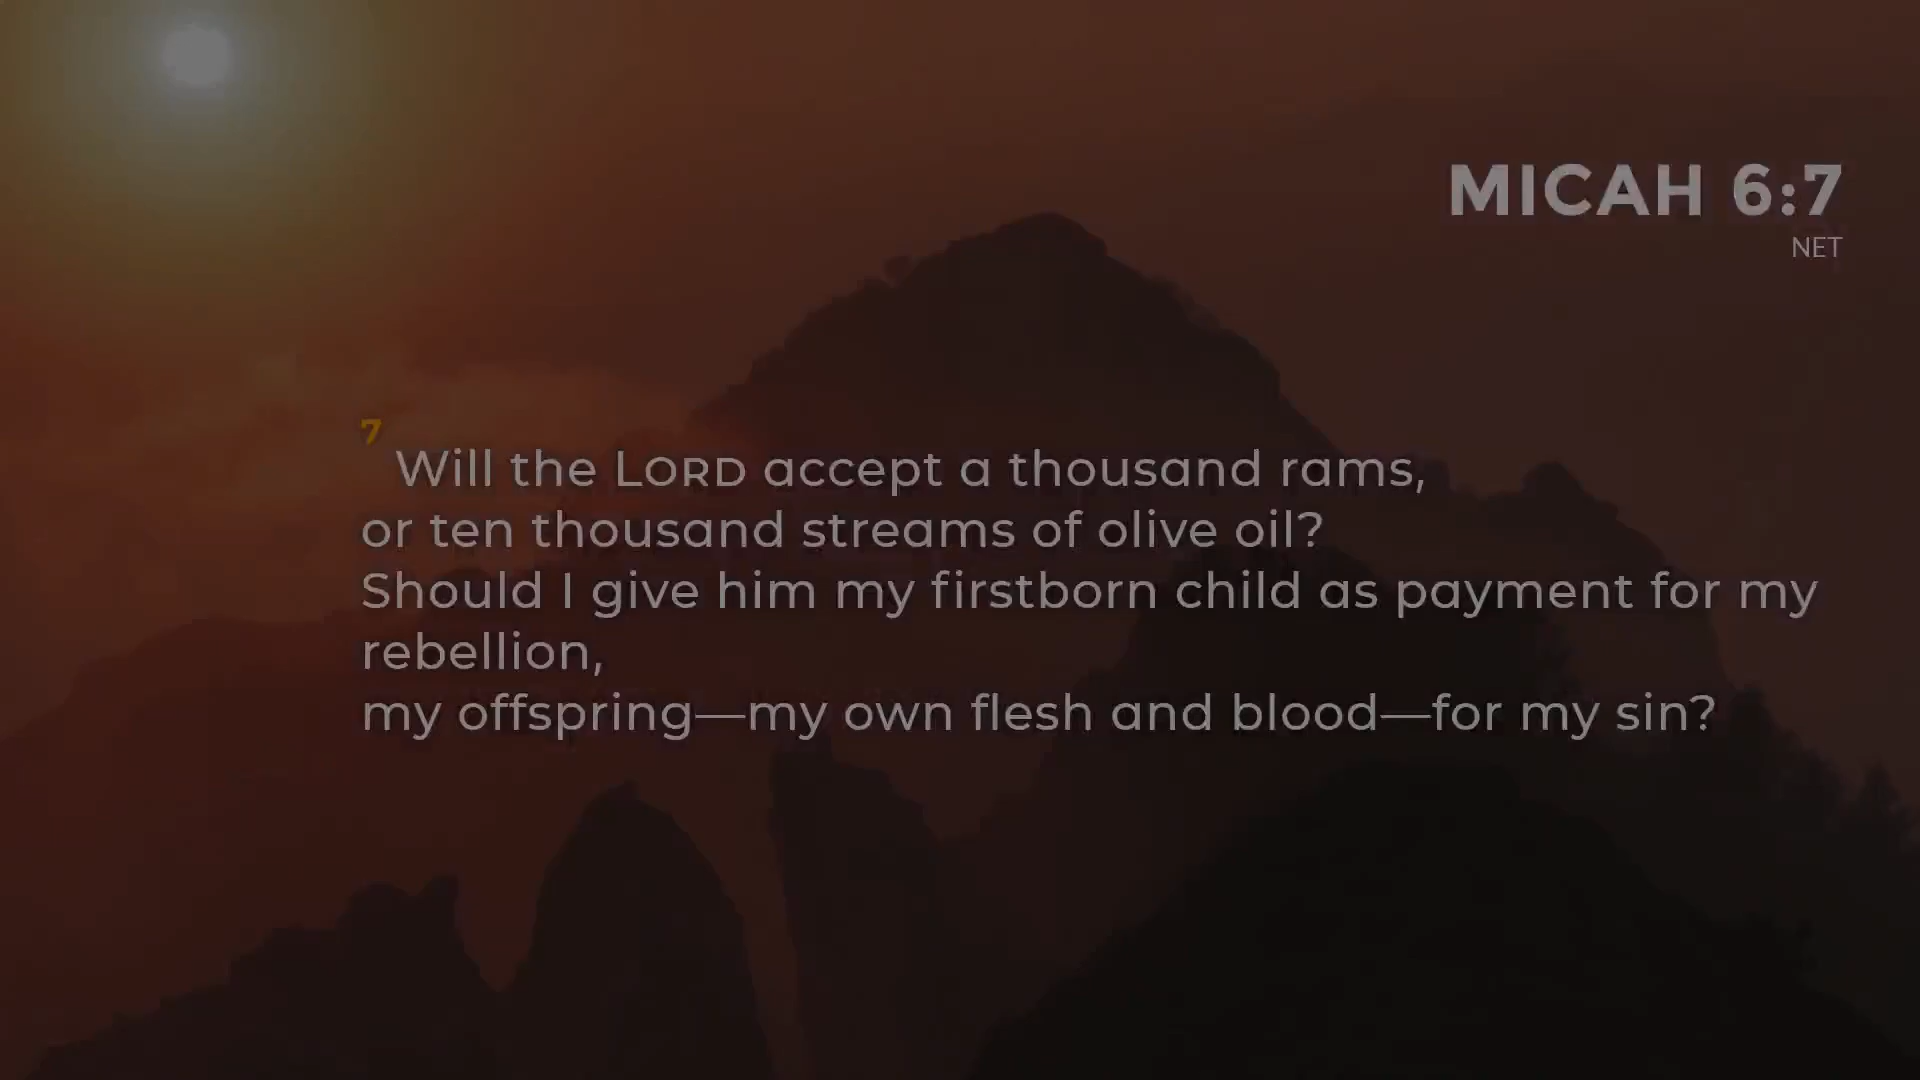 MICAH 6:7
NET
7
Will the LORD accept a thousand rams,
or ten thousand streams of olive oil?
Should I give him my firstborn child as payment for my
rebellion,
my offspring—my own flesh and blood—for my sin?